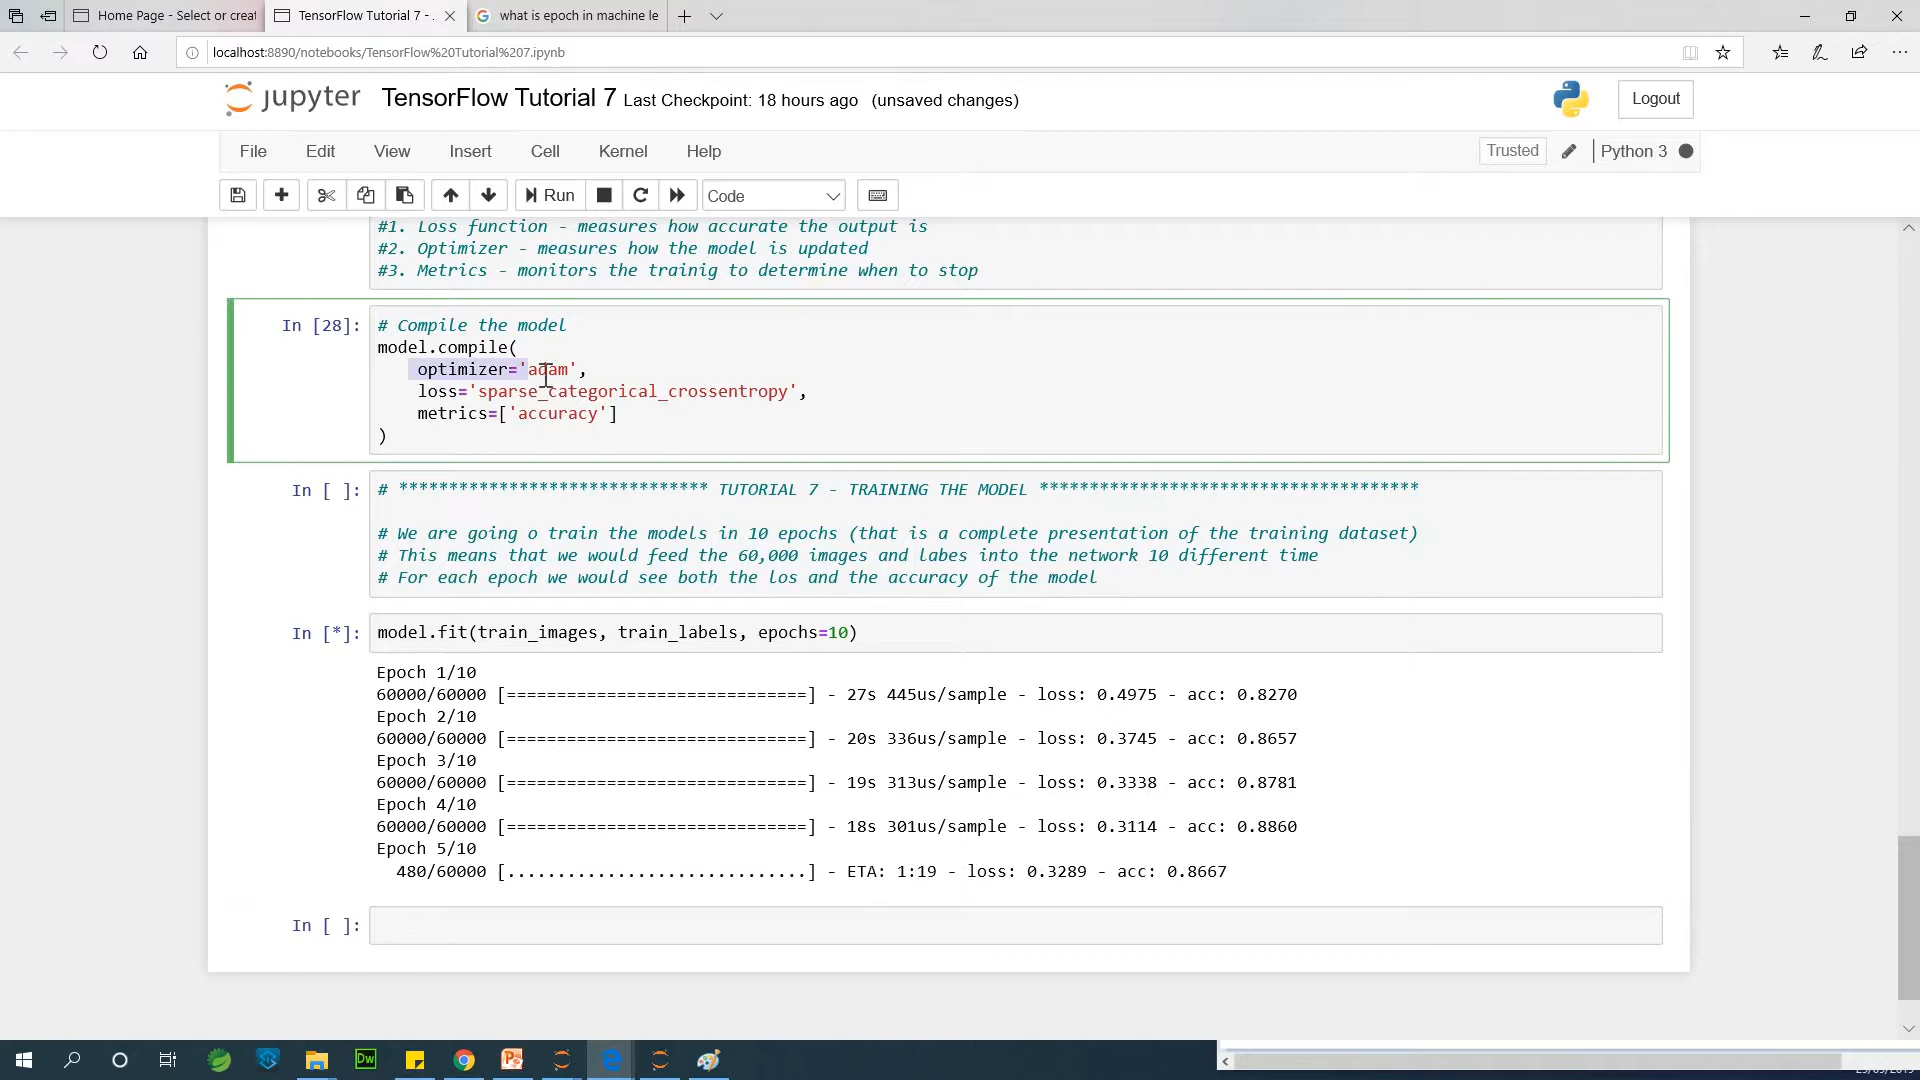 Home Page - Select or creat
TensorFlow Tutorial 7 - .
what is epoch in machine le
localhost:8890/notebooks/TensorFlow%20Tutorial%207.ipynb
jupyter TensorFlow Tutorial 7 Last Checkpoint: 18 hours ago (unsaved changes)
Logout
File Edit View Insert Cell Kernel Help
Trusted Python 3
Run Code
#1. Loss function - measures how accurate the output is
#2. Optimizer - measures how the model is updated
#3. Metrics - monitors the trainig to determine when to stop
In [28]: # Compile the model
model.compile(
optimizer='adam',
loss='sparse_categorical_crossentropy',
metrics=['accuracy']
)
In [ ]: # ******************************* TUTORIAL 7 - TRAINING THE MODEL **************************************
# We are going o train the models in 10 epochs (that is a complete presentation of the training dataset)
# This means that we would feed the 60,000 images and labes into the network 10 different time
# For each epoch we would see both the los and the accuracy of the model
In [*]: model.fit(train_images, train_labels, epochs=10)
Epoch 1/10
60000/60000 [==============================] - 27s 445us/sample - loss: 0.4975 - acc: 0.8270
Epoch 2/10
60000/60000 [==============================] - 20s 336us/sample - loss: 0.3745 - acc: 0.8657
Epoch 3/10
60000/60000 [==============================] - 19s 313us/sample - loss: 0.3338 - acc: 0.8781
Epoch 4/10
60000/60000 [==============================] - 18s 301us/sample - loss: 0.3114 - acc: 0.8860
Epoch 5/10
480/60000 [..............................] - ETA: 1:19 - loss: 0.3289 - acc: 0.8667
In [ ]:
Dw